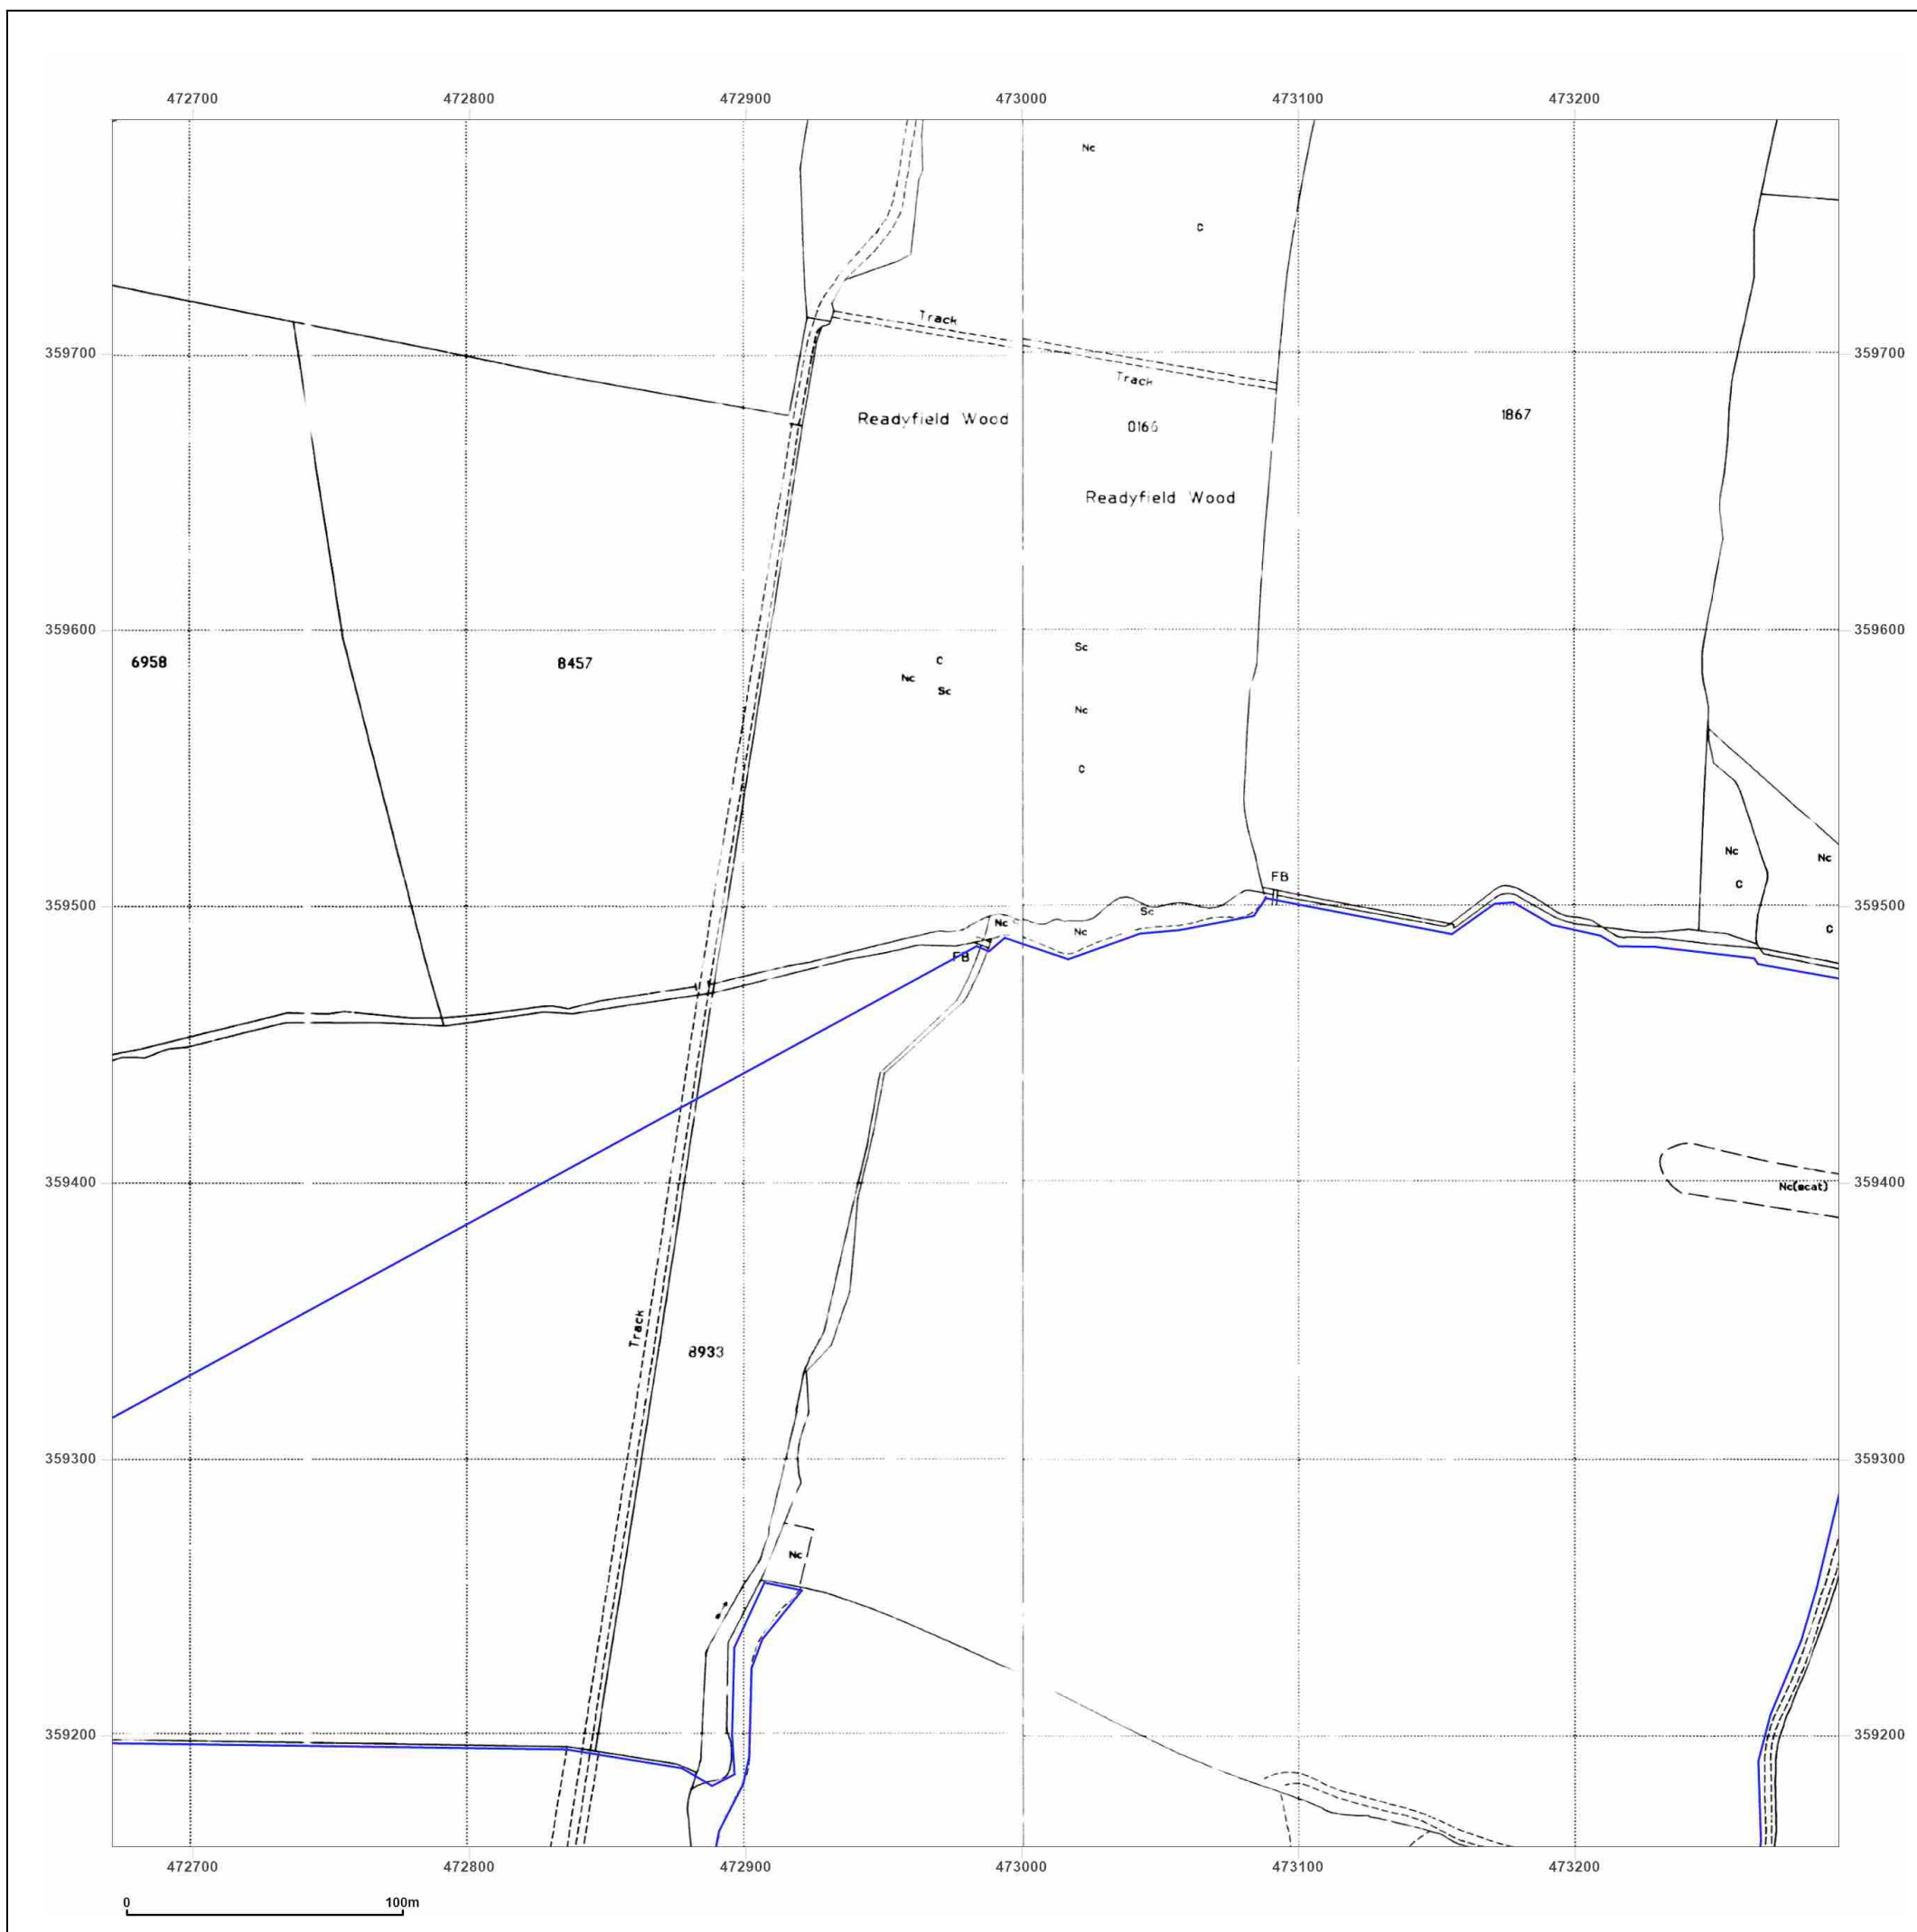 472700 472800 472900 473000 473100 473200
Nc
C
Track
359700 359700
Track
1867
Readyfield Wood
0166
Readyfield Wood
359600 359600
Sc
6958 8457 C
Nc
Sc
Nc
C
Nc
Nc
FB
C
359500 359500
Sc
Nc
Nc
C
FB
359400 359400
Nc(scat)
Track
8933
359300 359300
Nc
359200 359200
472700 472800 472900 473000 473100 473200
0 100m